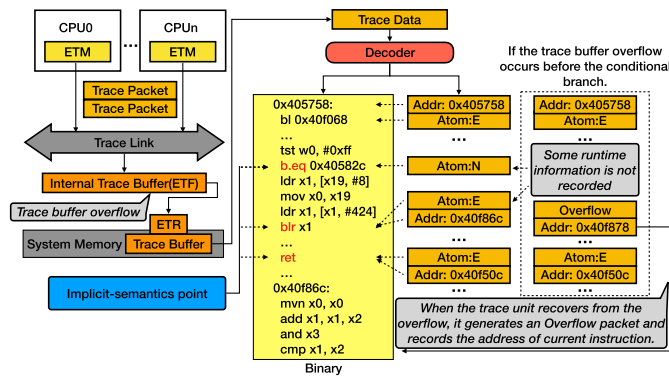 CPU0
ETM
...
CPUn
ETM
Trace Packet
Trace Packet
Trace Link
Internal Trace Buffer(ETF)
Trace buffer overflow
ETR
System Memory
Trace Buffer
Implicit-semantics point
Trace Data
Decoder
0x405758:
bl 0x40f068
...
tst w0, #0xff
b.eq 0x40582c
ldr x1, [x19, #8]
mov x0, x19
ldr x1, [x1, #424]
blr x1
...
ret
...
0x40f86c:
mvn x0, x0
add x1, x1, x2
and x3
cmp x1, x2
Binary
Addr: 0x405758
Atom:E
...
Atom:N
Atom:E
Addr: 0x40f86c
...
Atom:E
Addr: 0x40f50c
...
If the trace buffer overflow
occurs before the conditional
branch.
Addr: 0x405758
Atom:E
...
Some runtime
information is not
recorded
Overflow
Addr: 0x40f878
...
Atom:E
Addr: 0x40f50c
...
When the trace unit recovers from the
overflow, it generates an Overflow packet and
records the address of current instruction.